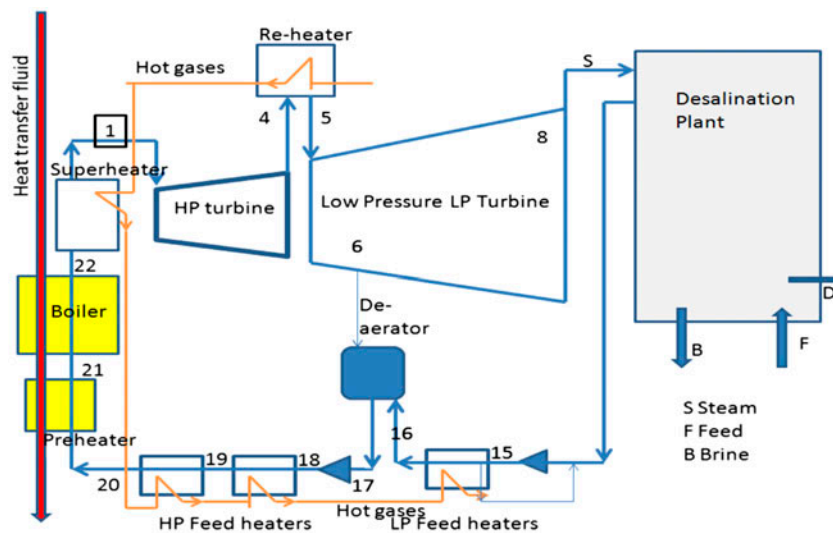 Re-heater
Hot gases
S
Desalination
Plant
4
5
8
1
Superheater
Heat transfer fluid
HP turbine
Low Pressure LP Turbine
6
22
De-
aerator
D
Boiler
B
F
21
Preheater
16
S Steam
F Feed
B Brine
15
20
19
18
17
Hot gases
HP Feed heaters
LP Feed heaters